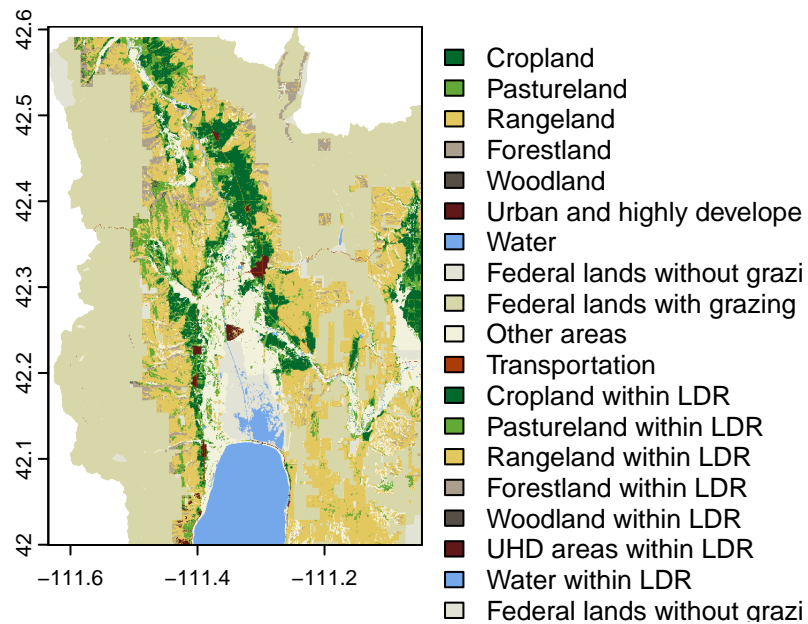 42.6
42.5
42.4
42.3
42.2
42.1
42
−111.6
−111.4
−111.2
Cropland
Pastureland
Rangeland
Forestland
Woodland
Urban and highly develope
Water
Federal lands without grazi
Federal lands with grazing
Other areas
Transportation
Cropland within LDR
Pastureland within LDR
Rangeland within LDR
Forestland within LDR
Woodland within LDR
UHD areas within LDR
Water within LDR
Federal lands without grazi